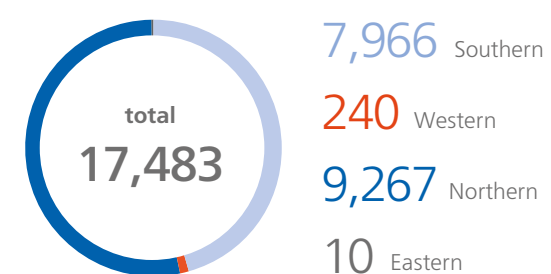 total
17,483
7,966 Southern
240 Western
9,267 Northern
10 Eastern